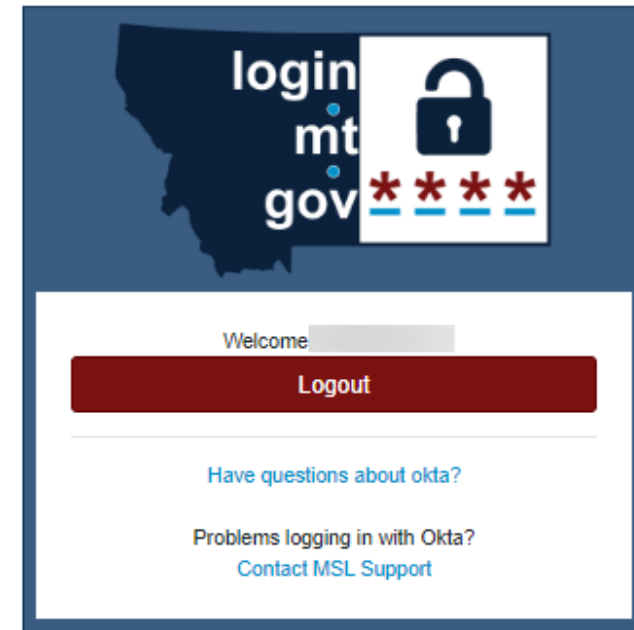 login
mt
gov ****
Welcome
Logout
Have questions about okta?
Problems logging in with Okta?
Contact MSL Support